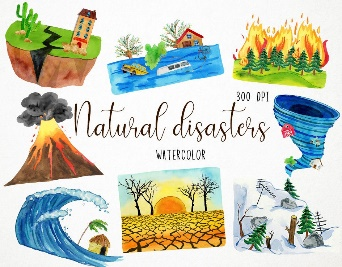 300 DPI
Natural disasters
WATERCOLOR